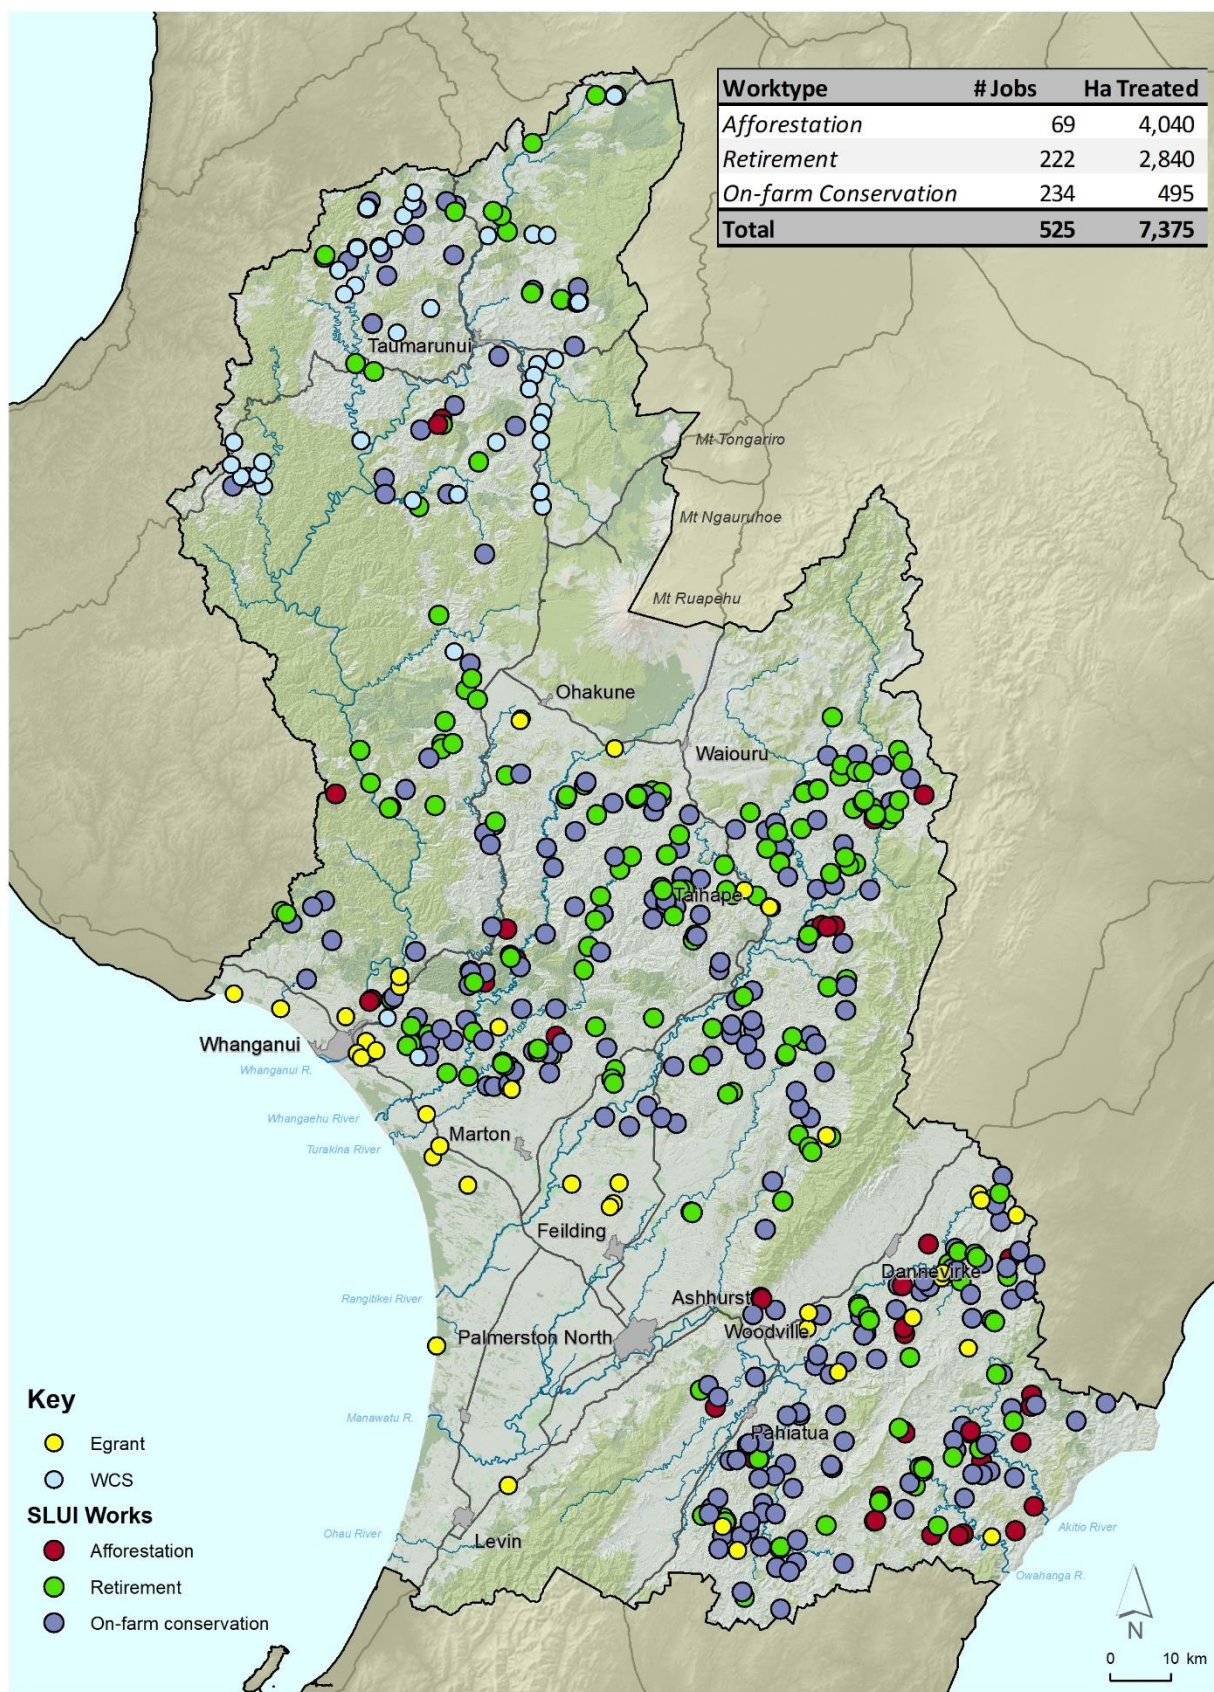 Worktype # Jobs Ha Treated
Afforestation 69 4,040
Retirement 222 2,840
On-farm Conservation 234 495
Total 525 7,375
Taumarunui
Mt Tongariro
Mt Ngauruhoe
Mt Ruapehu
Ohakune
Waiouru
Taihape
Whanganui
Whanganui R.
Whangaehu River
Marton
Turakina River
Feilding
Dannevirke
Rangitikei River
Ashhurst
Woodville
Palmerston North
Manawatu R.
Pahiatua
Ohau River
Levin
Akitio River
Owahanga R.
Key
Egrant
WCS
SLUI Works
Afforestation
Retirement
On-farm conservation
N
0 10 km